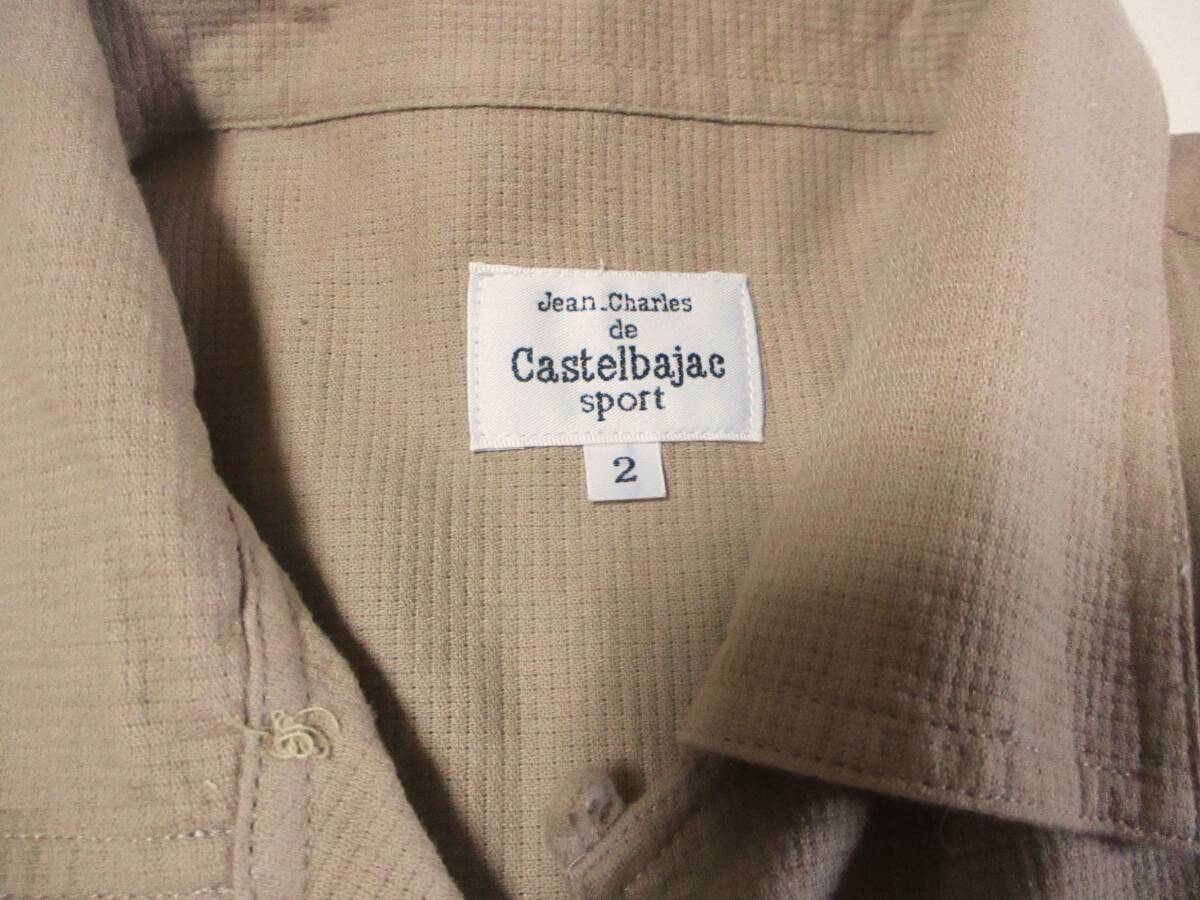 Jean.Charles
de
Castelbajac
sport
2